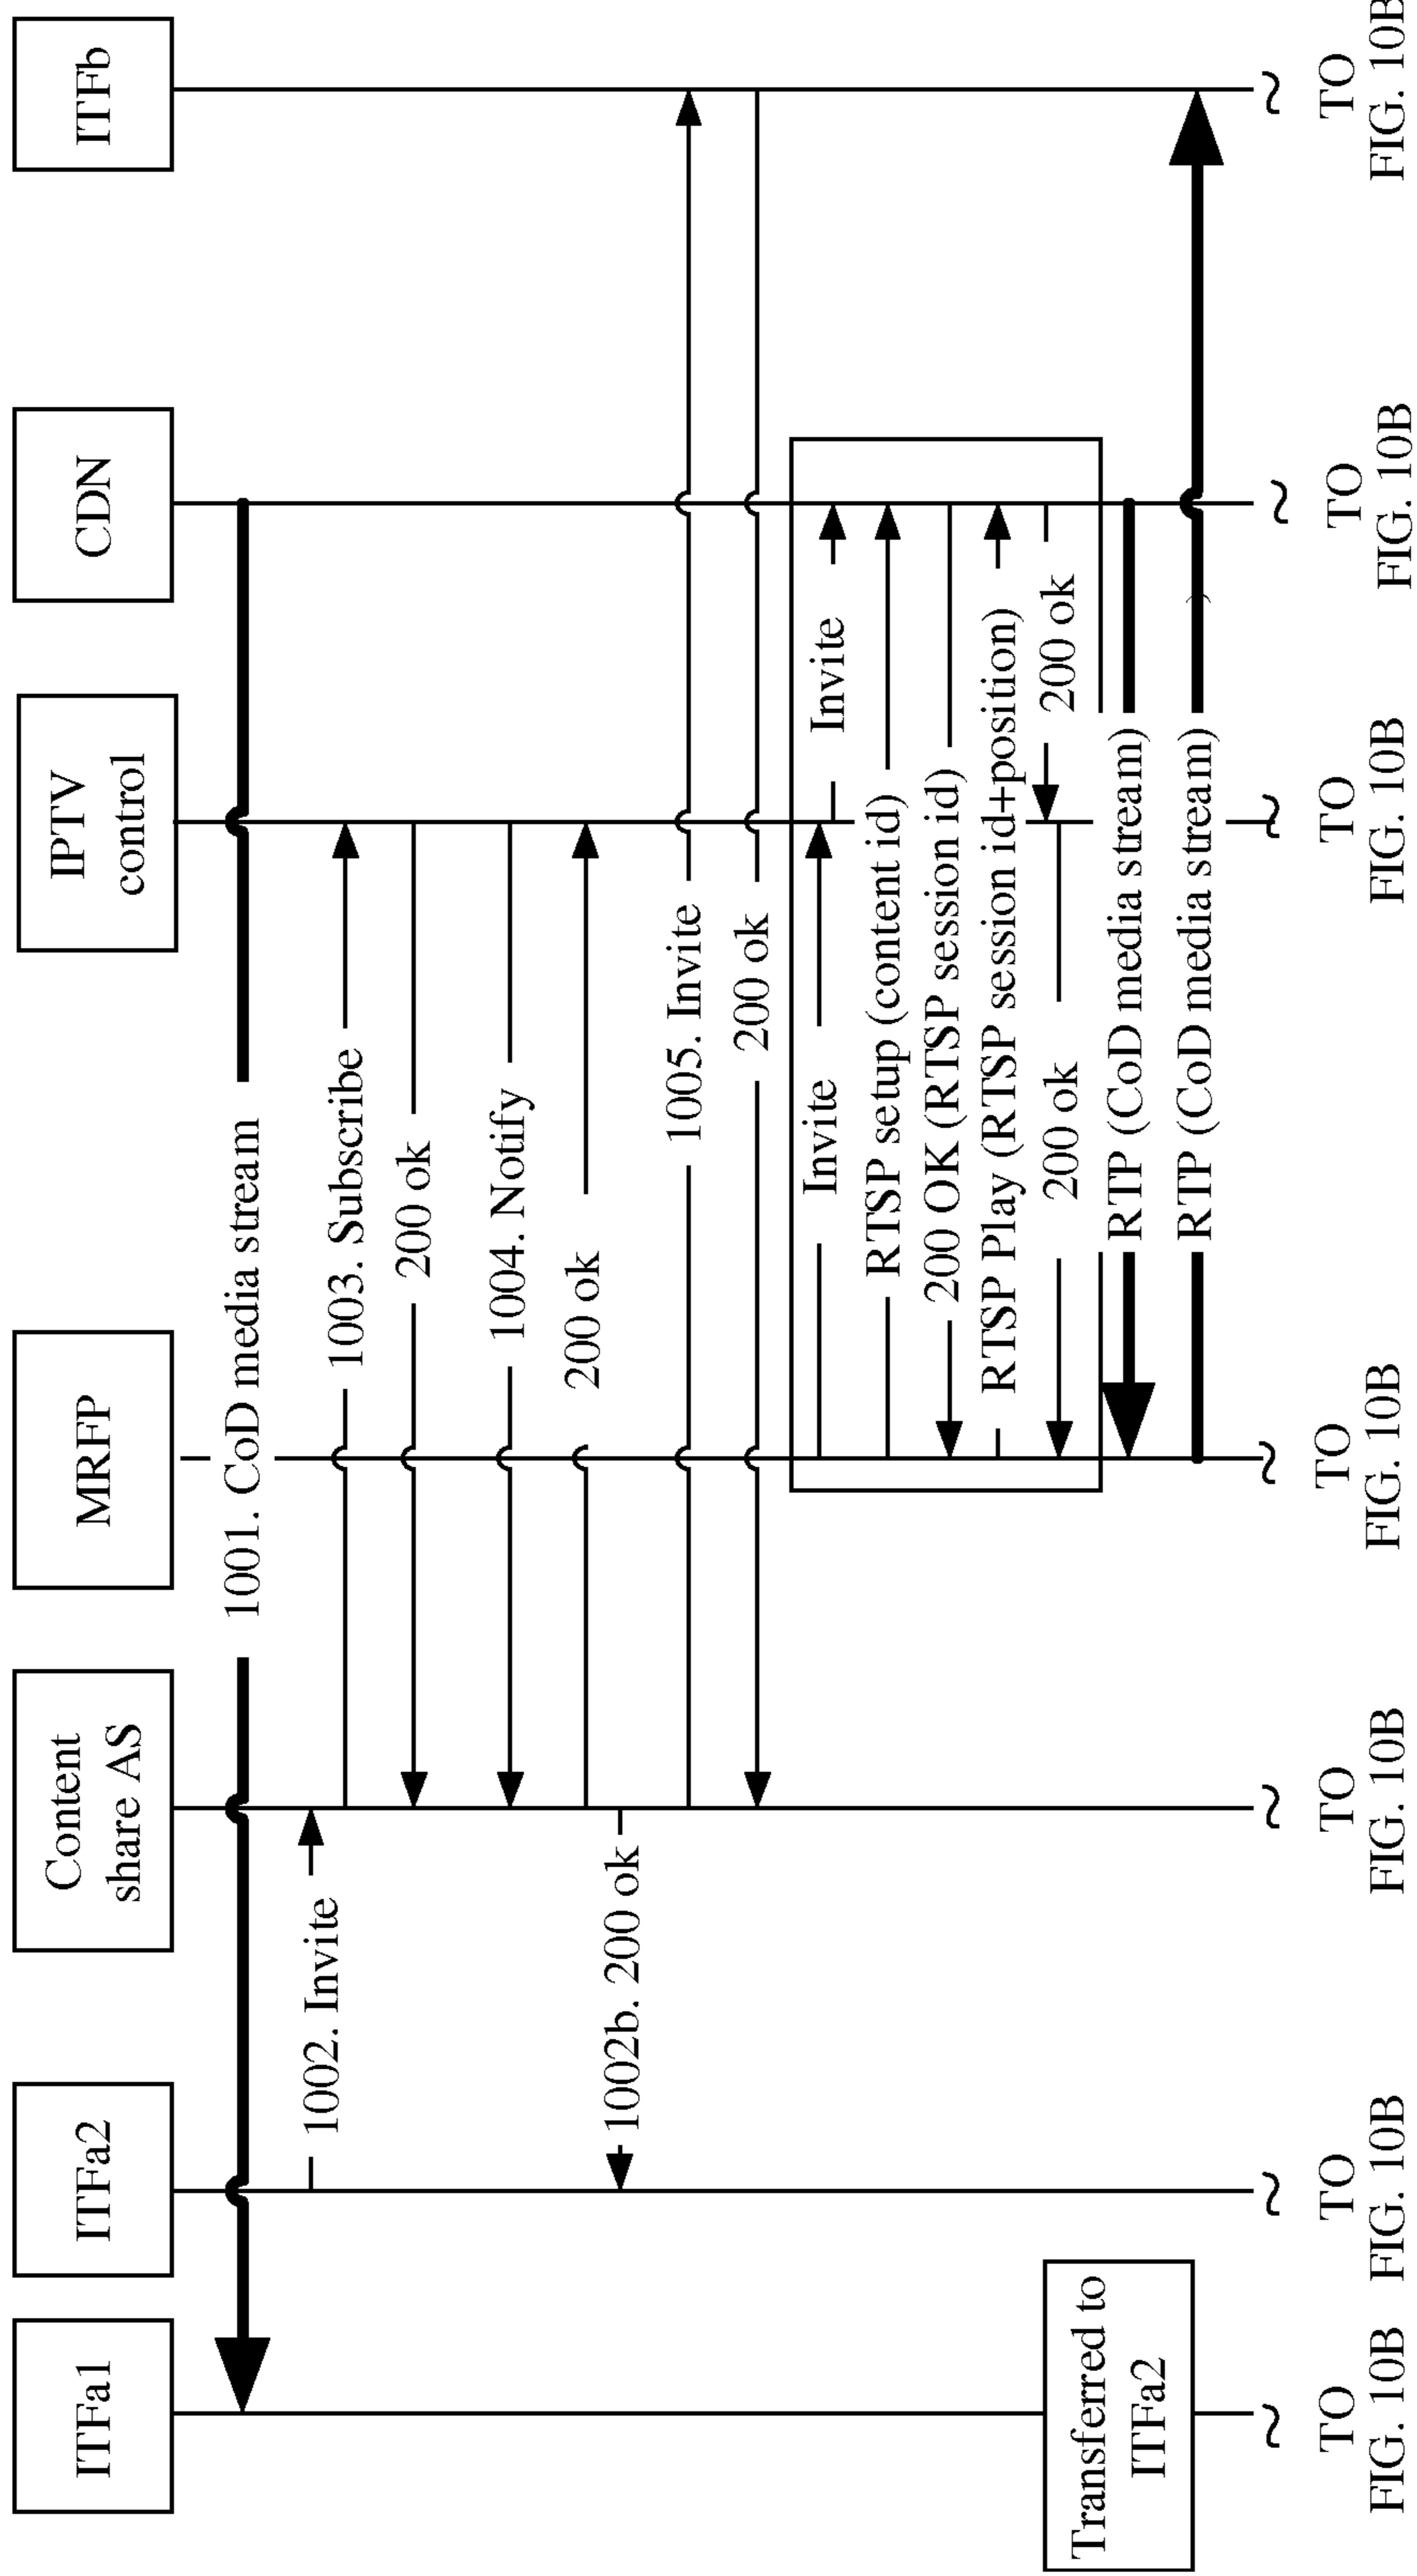 ITFa1
ITFa2
Content
share AS
MRFP
IPTV
control
CDN
ITFb
1001. CoD media stream
1002. Invite
1003. Subscribe
200 ok
1004. Notify
200 ok
1002b. 200 ok
1005. Invite
200 ok
Invite
Invite
RTSP setup (content id)
200 OK (RTSP session id)
RTSP Play (RTSP session id+position)
200 ok
200 ok
Transferred to
ITFa2
RTP (CoD media stream)
RTP (CoD media stream)
TO
FIG. 10B
TO
FIG. 10B
TO
FIG. 10B
TO
FIG. 10B
TO
FIG. 10B
TO
FIG. 10B
TO
FIG. 10B